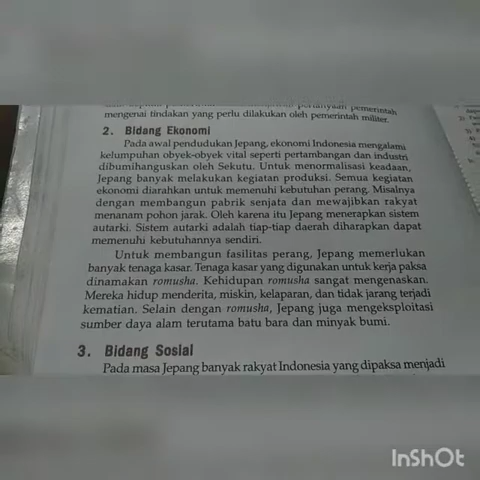 pemerintah
mengenai tindakan yang perlu dilakukan oleh pemerintah militer.
2. Bidang Ekonomi
Pada awal pendudukan Jepang, ekonomi Indonesia mengalami
kelumpuhan obyek-obyek vital seperti pertambangan dan industri
dibumihanguskan oleh Sekutu. Untuk menormalisasi keadaan,
Jepang banyak melakukan kegiatan produksi. Semua kegiatan
ekonomi diarahkan untuk memenuhi kebutuhan perang. Misalnya
dengan membangun pabrik senjata dan mewajibkan rakyat
menanam pohon jarak. Oleh karena itu Jepang menerapkan sistem
autarki. Sistem autarki adalah tiap-tiap daerah diharapkan dapat
memenuhi kebutuhannya sendiri.
Untuk membangun fasilitas perang, Jepang memerlukan
banyak tenaga kasar. Tenaga kasar yang digunakan untuk kerja paksa
dinamakan romusha. Kehidupan romusha sangat mengenaskan.
Mereka hidup menderita, miskin, kelaparan, dan tidak jarang terjadi
kematian. Selain dengan romusha, Jepang juga mengeksploitasi
sumber daya alam terutama batu bara dan minyak bumi.
3. Bidang Sosial
Pada masa Jepang banyak rakyat Indonesia yang dipaksa menjadi
InShOt